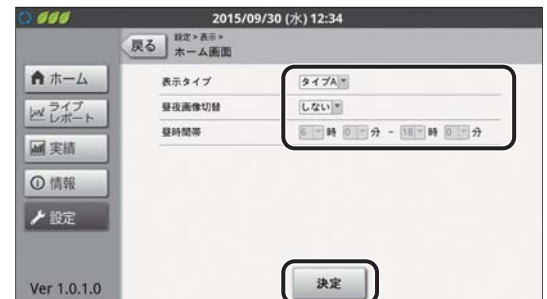 2015/09/30 (水) 12:34
戻る
設定 > 表示 >
ホーム画面
ホーム
ライブ
レポート
実績
情報
設定
表示タイプ タイプA
昼夜画像切替 しない
昼時間帯 6 時 0 分 - 18 時 0 分
決定
Ver 1.0.1.0